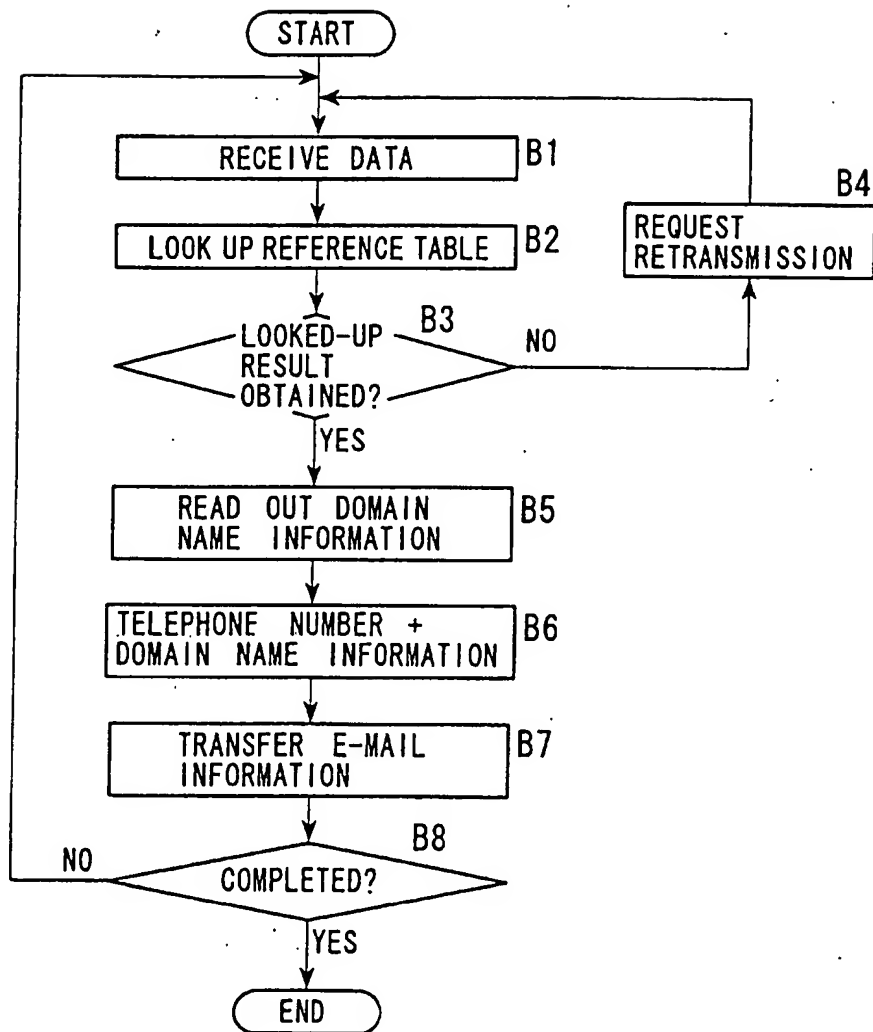 START
RECEIVE DATA
B1
LOOK UP REFERENCE TABLE
B2
B4
REQUEST
RETRANSMISSION
LOOKED-UP
RESULT
OBTAINED?
B3
NO
YES
READ OUT DOMAIN
NAME INFORMATION
B5
TELEPHONE NUMBER +
DOMAIN NAME INFORMATION
B6
TRANSFER E-MAIL
INFORMATION
B7
B8
NO
COMPLETED?
YES
END